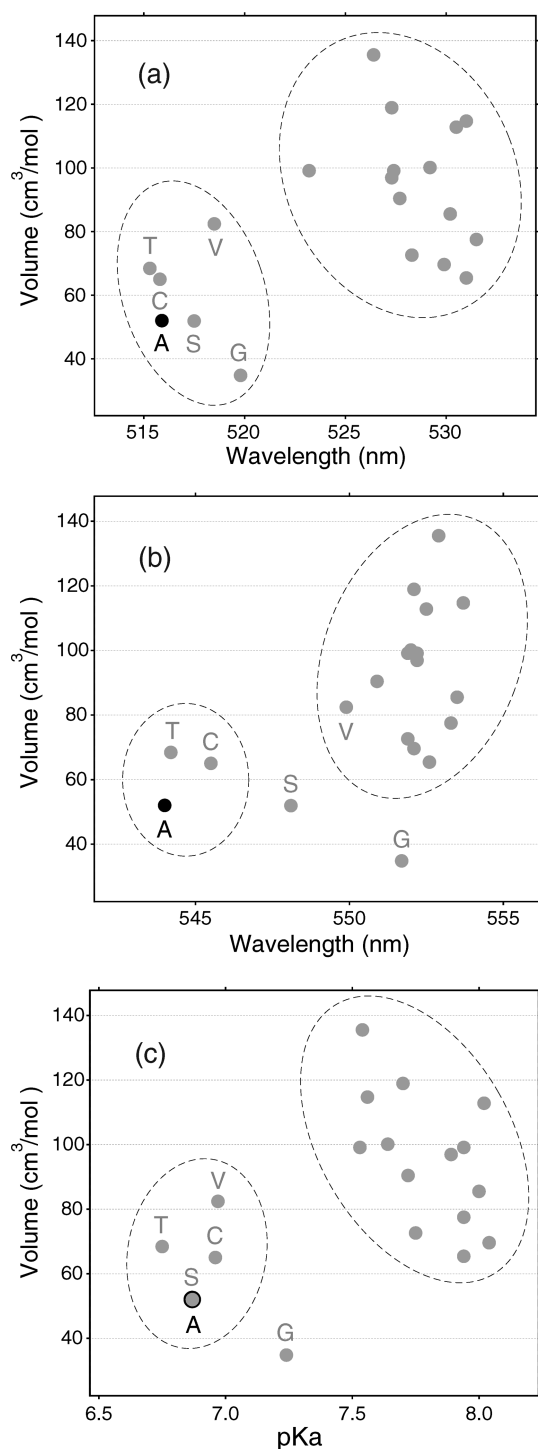 (a)
Volume (cm³/mol )
140
120
100
80
60
40
T
V
C
A
S
G
515
520
525
530
Wavelength (nm)
(b)
Volume (cm³/mol )
140
120
100
80
60
40
T
C
V
S
A
G
545
550
555
Wavelength (nm)
(c)
Volume (cm³/mol )
140
120
100
80
60
40
V
T
C
S
A
G
6.5
7.0
7.5
8.0
pKa